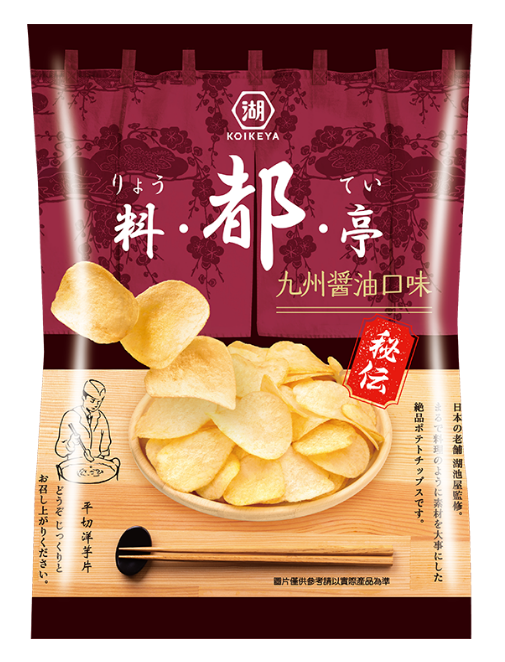 湖
KOIKEYA
りょう
てい
料・都・亭
九州醤油口味
秘伝
日本の老舗 湖池屋監修。
まるで料理のように素材を大事にした
絶品ポテトチップスです。
平切洋芋片
どうぞ じっくりと
お召し上がりください。
圖片僅供參考請以實際產品為準